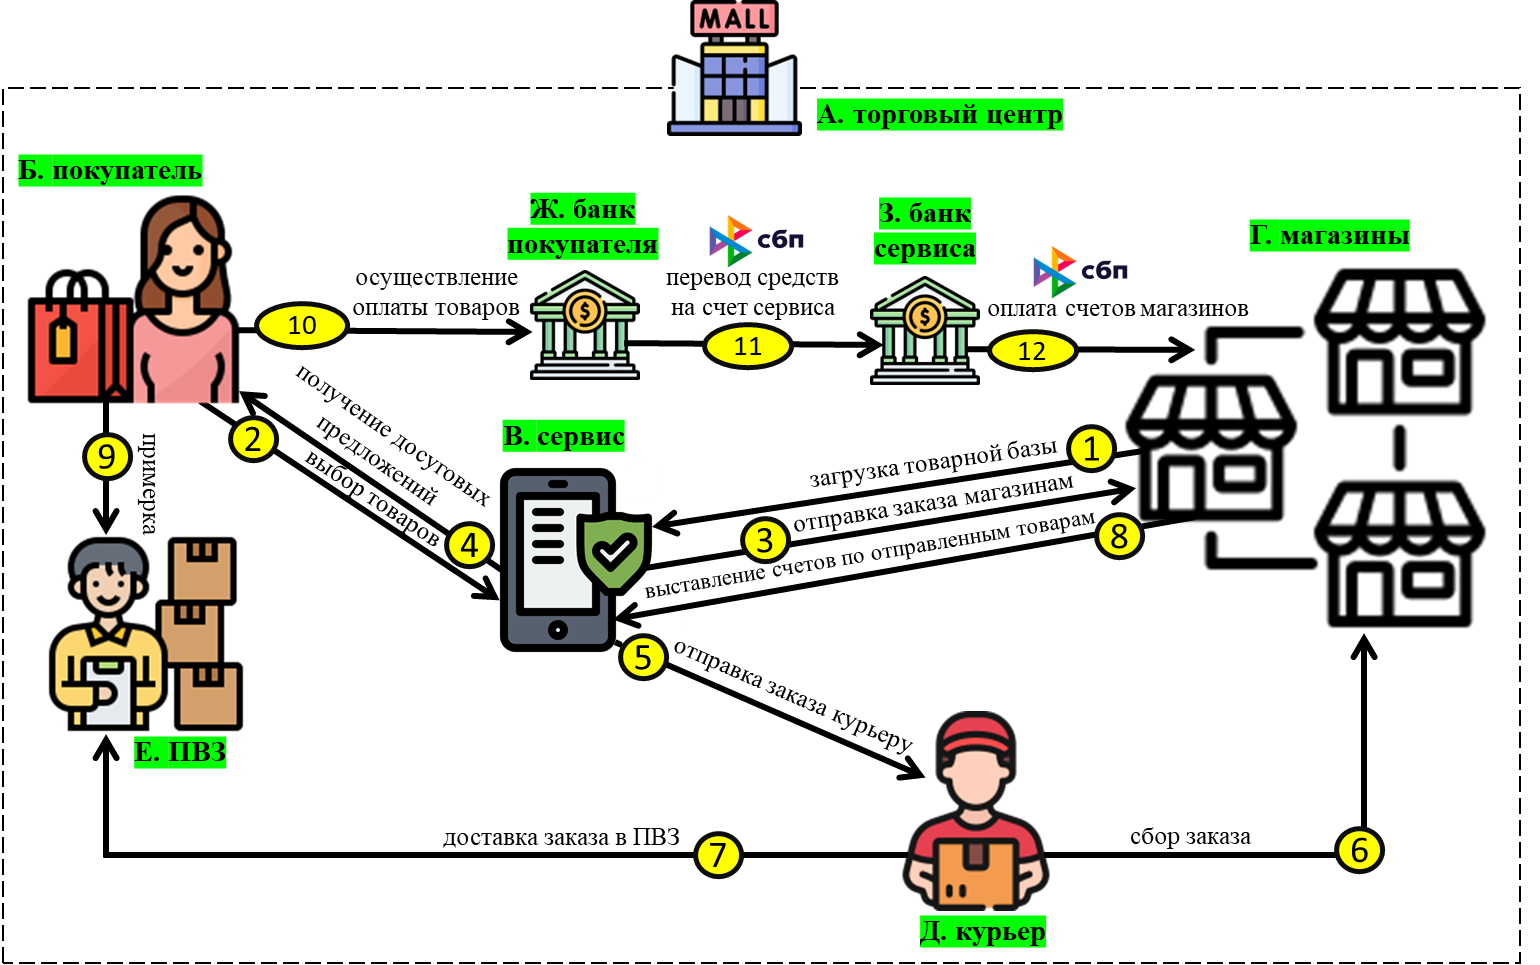 MALL
А. торговый центр
Б. покупатель
Ж. банк
покупателя
сбп
З. банк
сервиса
сбп
Г. магазины
осуществление
оплаты товаров
перевод средств
на счет сервиса
оплата счетов магазинов
10
11
12
получение досуговых
предложений
выбор товаров
2
4
9
примерка
В. сервис
загрузка товарной базы
1
отправка заказа магазинам
3
выставление счетов по отправленным товарам
8
5
отправка заказа курьеру
Е. ПВЗ
доставка заказа в ПВЗ
7
сбор заказа
6
Д. курьер